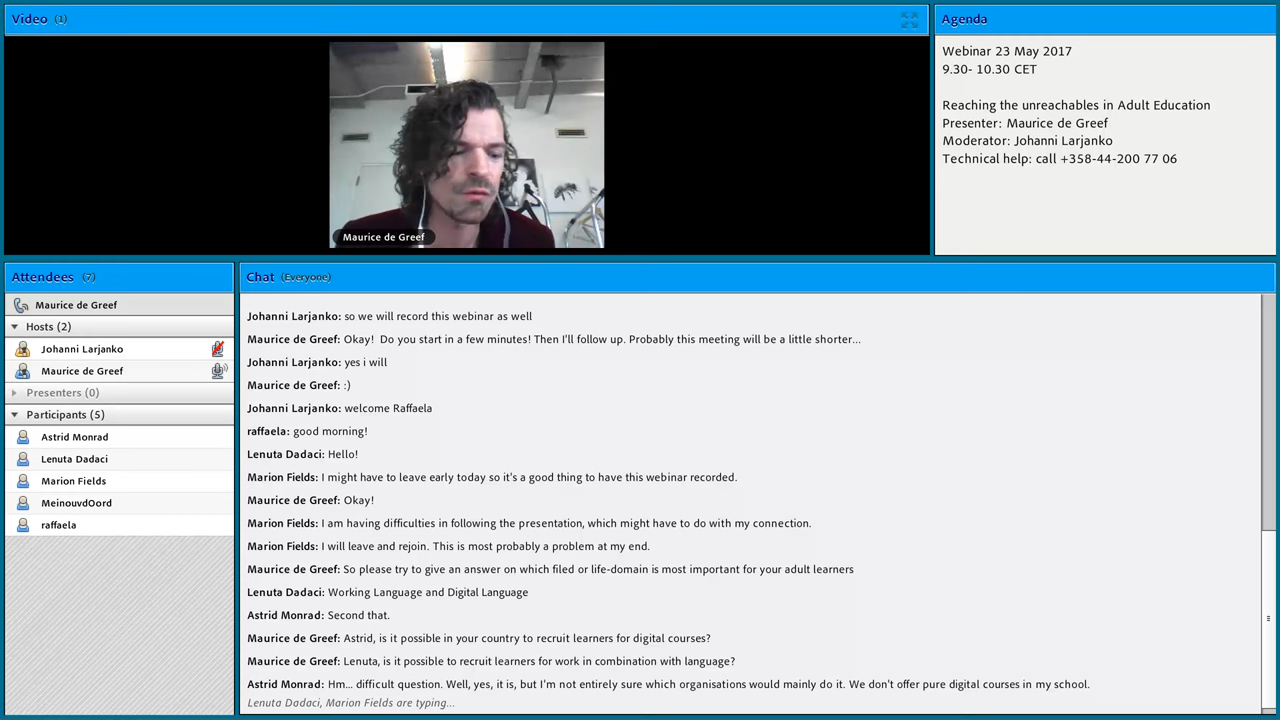 Video (1)
Maurice de Greef
Agenda
Webinar 23 May 2017
9.30- 10.30 CET
Reaching the unreachables in Adult Education
Presenter: Maurice de Greef
Moderator: Johanni Larjanko
Technical help: call +358-44-200 77 06
Attendees (7)
Maurice de Greef
Hosts (2)
Johanni Larjanko
Maurice de Greef
Presenters (0)
Participants (5)
Astrid Monrad
Lenuta Dadaci
Marion Fields
MeinouvdOord
raffaela
Chat (Everyone)
Johanni Larjanko: so we will record this webinar as well
Maurice de Greef: Okay! Do you start in a few minutes! Then I'll follow up. Probably this meeting will be a little shorter...
Johanni Larjanko: yes i will
Maurice de Greef: :)
Johanni Larjanko: welcome Raffaela
raffaela: good morning!
Lenuta Dadaci: Hello!
Marion Fields: I might have to leave early today so it's a good thing to have this webinar recorded.
Maurice de Greef: Okay!
Marion Fields: I am having difficulties in following the presentation, which might have to do with my connection.
Marion Fields: I will leave and rejoin. This is most probably a problem at my end.
Maurice de Greef: So please try to give an answer on which filed or life-domain is most important for your adult learners
Lenuta Dadaci: Working Language and Digital Language
Astrid Monrad: Second that.
Maurice de Greef: Astrid, is it possible in your country to recruit learners for digital courses?
Maurice de Greef: Lenuta, is it possible to recruit learners for work in combination with language?
Astrid Monrad: Hm... difficult question. Well, yes, it is, but I'm not entirely sure which organisations would mainly do it. We don't offer pure digital courses in my school.
Lenuta Dadaci, Marion Fields are typing...